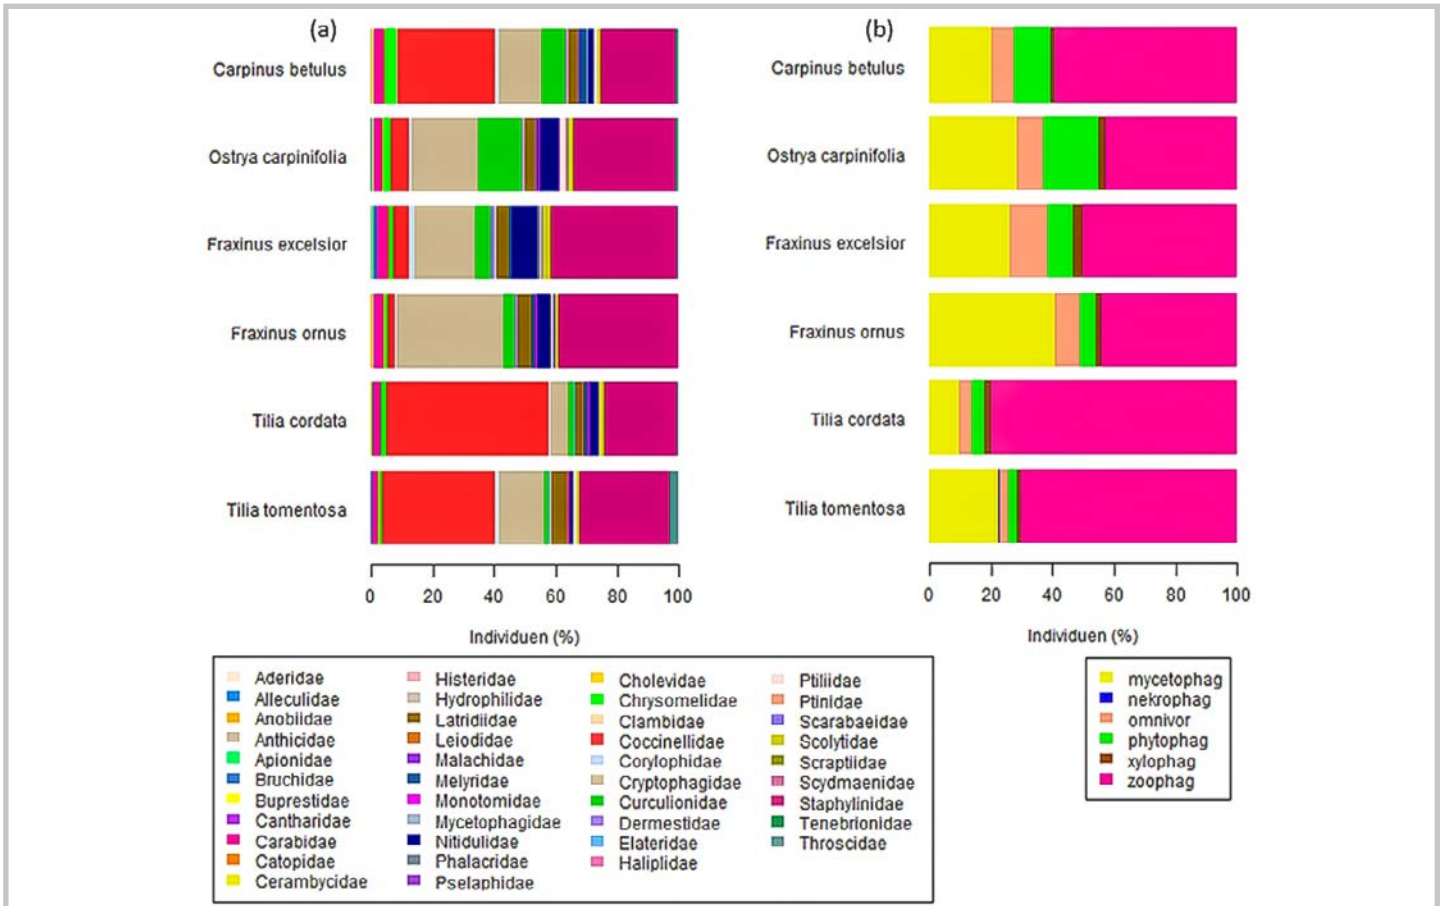 (a)
Carpinus betulus
Ostrya carpinifolia
Fraxinus excelsior
Fraxinus ornus
Tilia cordata
Tilia tomentosa
0 20 40 60 80 100
Individuen (%)
(b)
Carpinus betulus
Ostrya carpinifolia
Fraxinus excelsior
Fraxinus ornus
Tilia cordata
Tilia tomentosa
0 20 40 60 80 100
Individuen (%)
Aderidae
Alleculidae
Anobiidae
Anthicidae
Apionidae
Bruchidae
Buprestidae
Cantharidae
Carabidae
Catopidae
Cerambycidae
Histeridae
Hydrophilidae
Latridiidae
Leiodidae
Malachidae
Melyridae
Monotomidae
Mycetophagidae
Nitidulidae
Phalacridae
Pselaphidae
Cholevidae
Chrysomelidae
Clambidae
Coccinellidae
Corylophidae
Cryptophagidae
Curculionidae
Dermestidae
Elateridae
Haliplidae
Ptiliidae
Ptinidae
Scarabaeidae
Scolytidae
Scraptiidae
Scydmaenidae
Staphylinidae
Tenebrionidae
Throscidae
mycetophag
nekrophag
omnivor
phytophag
xylophag
zoophag